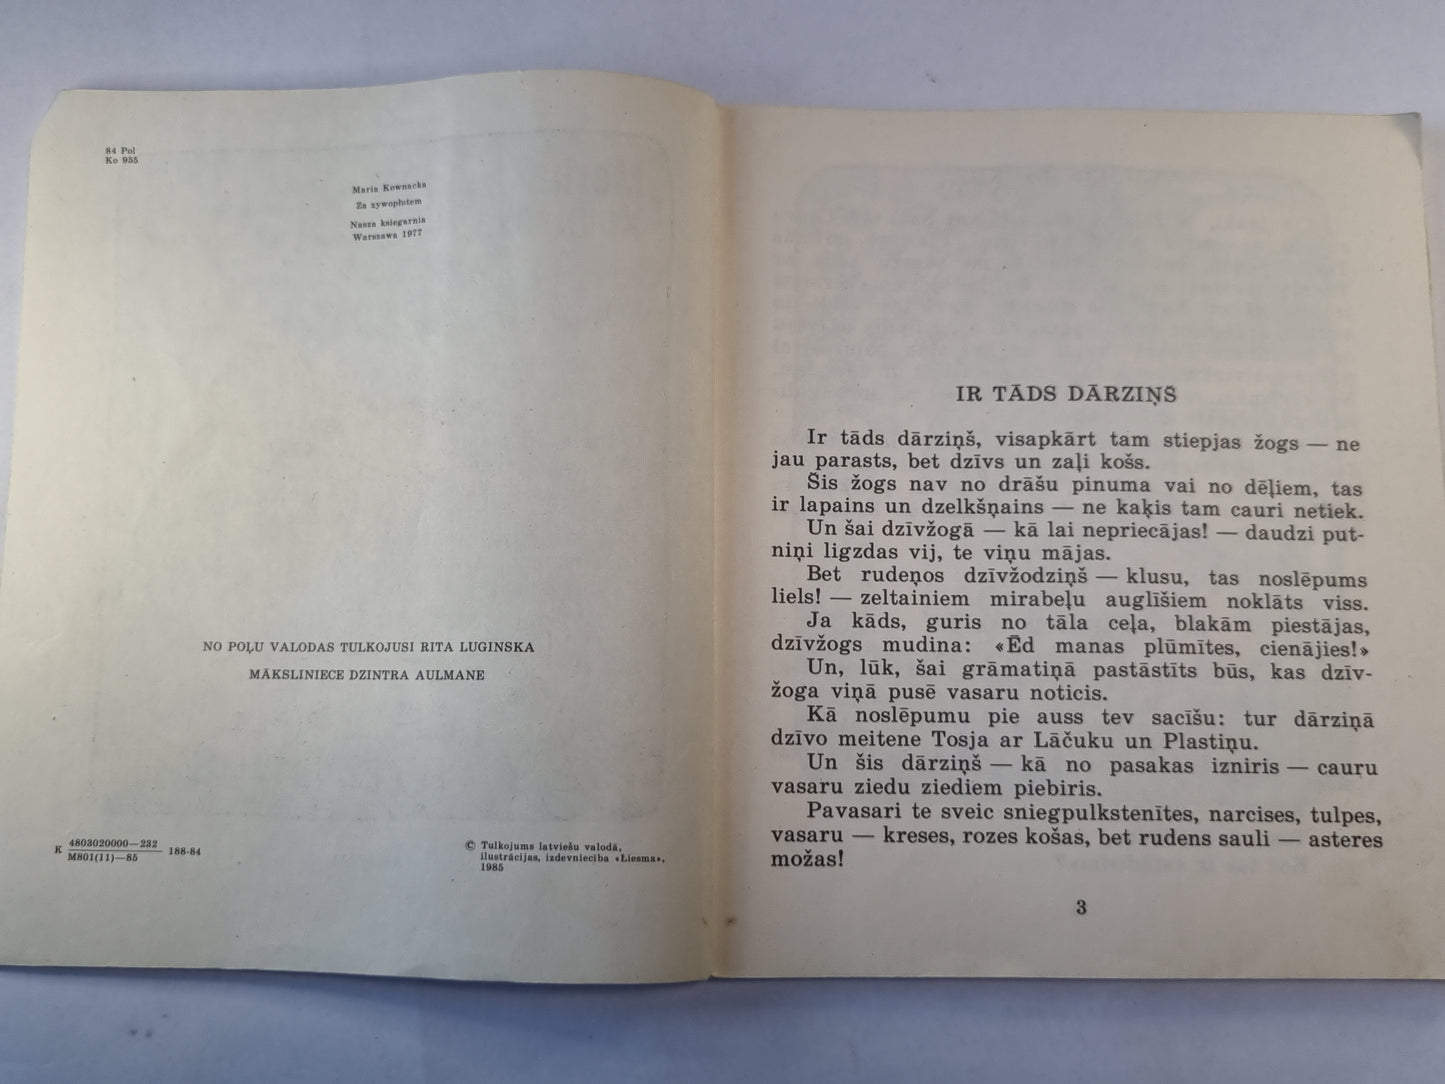 84 Pol
Ko 955
Maria Kownacka
Za zywopłotem
Nasza ksiegarnia
Warszawa 1977
NO POĻU VALODAS TULKOJUSI RITA LUGINSKA
MĀKSLINIECE DZINTRA AULMANE
K 4803020000—232
M801(11)—85 188-84
© Tulkojums latviešu valodā,
ilustrācijas, izdevniecība «Liesma»,
1985
IR TĀDS DĀRZIŅŠ
Ir tāds dārziņš, visapkārt tam stiepjas žogs — ne
jau parasts, bet dzīvs un zaļi košs.
Šis žogs nav no drāšu pinuma vai no dēļiem, tas
ir lapains un dzelkšņains — ne kaķis tam cauri netiek.
Un šai dzīvžogā — kā lai nepriecājas! — daudzi put-
niņi ligzdas vij, te viņu mājas.
Bet rudeņos dzīvžodziņš — klusu, tas noslēpums
liels! — zeltainiem mirabeļu auglīšiem noklāts viss.
Ja kāds, guris no tāla ceļa, blakām piestājas,
dzīvžogs mudina: «Ēd manas plūmītes, cienājies!»
Un, lūk, šai grāmatiņā pastāstīts būs, kas dzīv-
žoga viņā pusē vasaru noticis.
Kā noslēpumu pie auss tev sacīšu: tur dārziņā
dzīvo meitene Tosja ar Lāčuku un Plastiņu.
Un šis dārziņš — kā no pasakas izniris — cauru
vasaru ziedu ziediem piebiris.
Pavasari te sveic sniegpulkstenītes, narcises, tulpes,
vasaru — kreses, rozes košas, bet rudens sauli — asteres
možas!
3